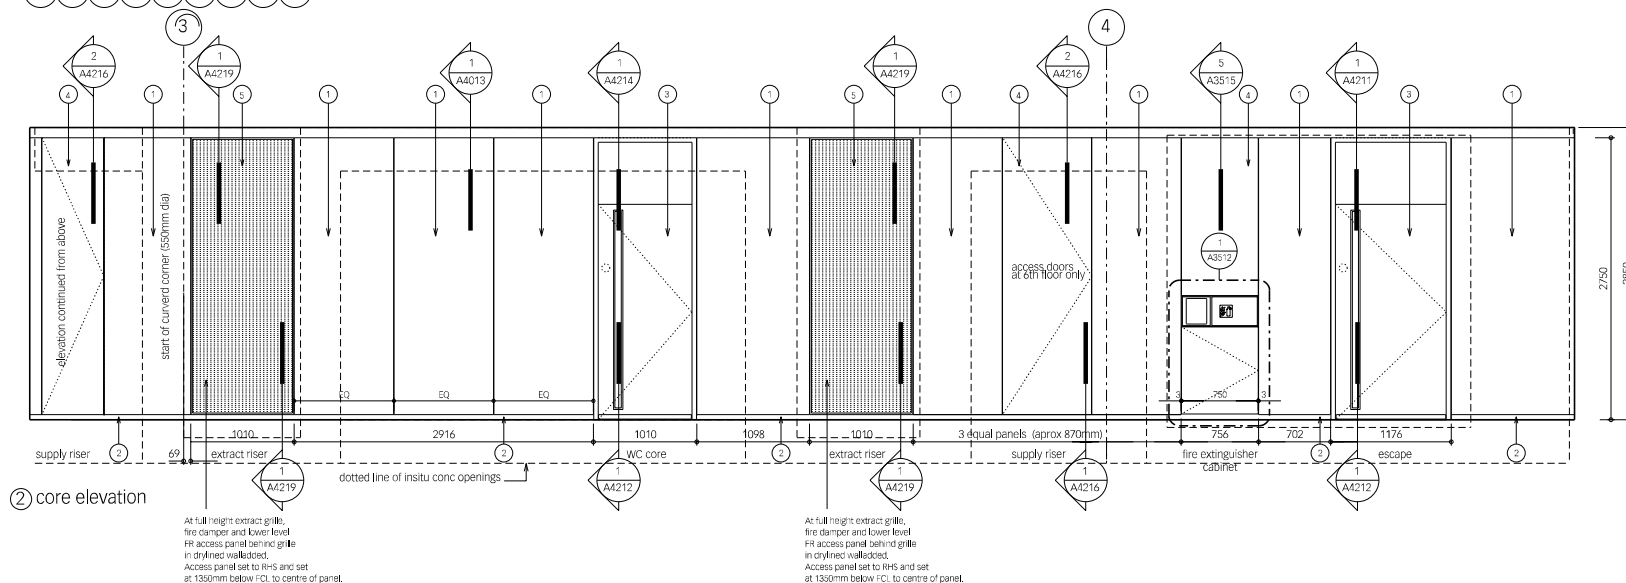 3
4
2
A4216
1
A4219
1
A4013
1
A4214
1
A4219
2
A4216
5
A3515
1
A4211
4
1
5
1
1
1
3
1
5
1
4
1
4
1
3
1
elevation continued from above
start of curverd corner (550mm dia)
access doors
at 6th floor only
1
A3512
2750
EQ
EQ
EQ
3
750
3
1010
2916
1010
1098
1010
3 equal panels (aprox 870mm)
756
702
1176
supply riser
2
69
extract riser
2
WC core
2
extract riser
supply riser
fire extinguisher
cabinet
2
escape
2
dotted line of insitu conc openings
1
A4219
1
A4212
1
A4219
1
A4216
1
A4212
2 core elevation
At full height extract grille,
fire damper and lower level
FR access panel behind grille
in drylined walladded.
Access panel set to RHS and set
at 1350mm below FCL to centre of panel.
At full height extract grille,
fire damper and lower level
FR access panel behind grille
in drylined walladded.
Access panel set to RHS and set
at 1350mm below FCL to centre of panel.